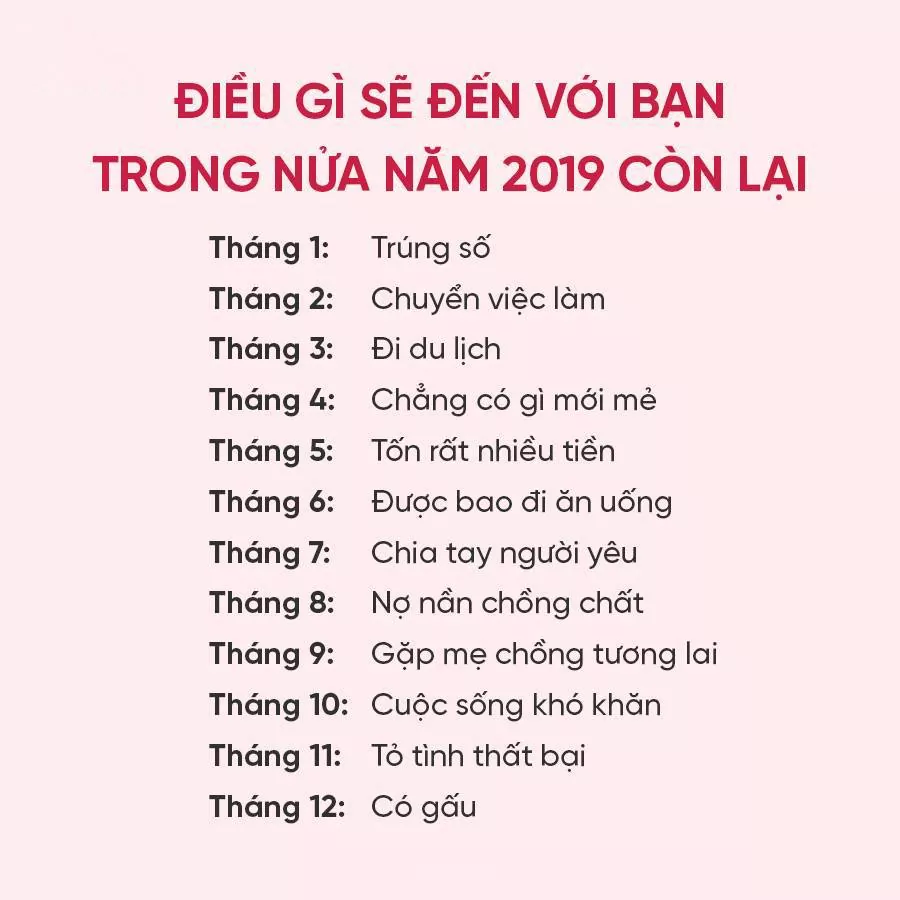 ĐIỀU GÌ SẼ ĐẾN VỚI BẠN
TRONG NỬA NĂM 2019 CÒN LẠI
Tháng 1: Trúng số
Tháng 2: Chuyển việc làm
Tháng 3: Đi du lịch
Tháng 4: Chẳng có gì mới mẻ
Tháng 5: Tốn rất nhiều tiền
Tháng 6: Được bao đi ăn uống
Tháng 7: Chia tay người yêu
Tháng 8: Nợ nần chồng chất
Tháng 9: Gặp mẹ chồng tương lai
Tháng 10: Cuộc sống khó khăn
Tháng 11: Tỏ tình thất bại
Tháng 12: Có gấu